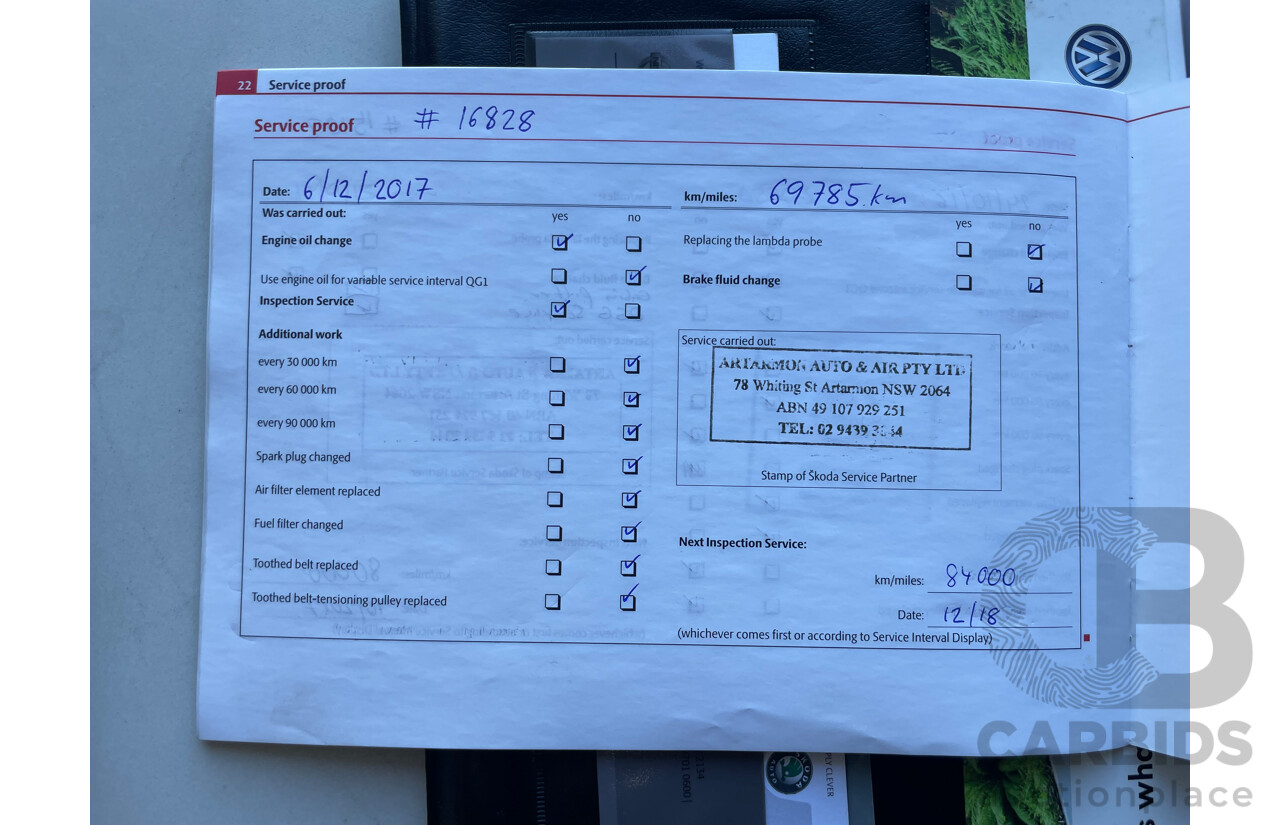 22 Service proof
Service proof # 16828
Date: 6/12/2017
km/miles: 69785.km
Was carried out: yes no
Engine oil change
Use engine oil for variable service interval QG1
Inspection Service
Additional work
every 30 000 km
every 60 000 km
every 90 000 km
Spark plug changed
Air filter element replaced
Fuel filter changed
Toothed belt replaced
Toothed belt-tensioning pulley replaced
yes no
Replacing the lambda probe
Brake fluid change
Service carried out:
ARTARMON AUTO & AIR PTY LTD
78 Whiting St Artarmon NSW 2064
ABN 49 107 929 251
TEL: 02 9439
Stamp of Škoda Service Partner
Next Inspection Service:
km/miles: 84000
Date: 12/18
(whichever comes first or according to Service Interval Display)
CARBIDS
tionplace
PLY CLEVER